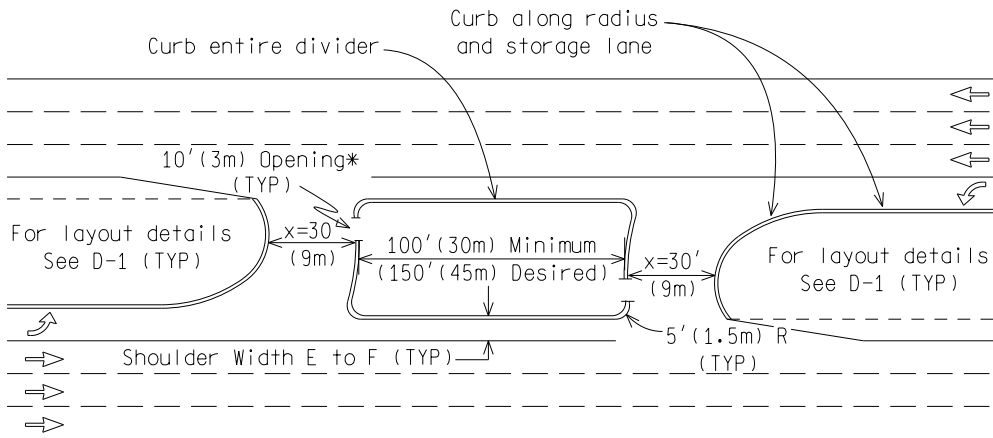 Curb along radius
and storage lane
Curb entire divider
10'(3m) Opening*
(TYP)
For layout details
See D-1 (TYP)
x=30'
(9m)
100'(30m) Minimum
(150'(45m) Desired)
x=30'
(9m)
For layout details
See D-1 (TYP)
5'(1.5m) R
(TYP)
Shoulder Width E to F (TYP)